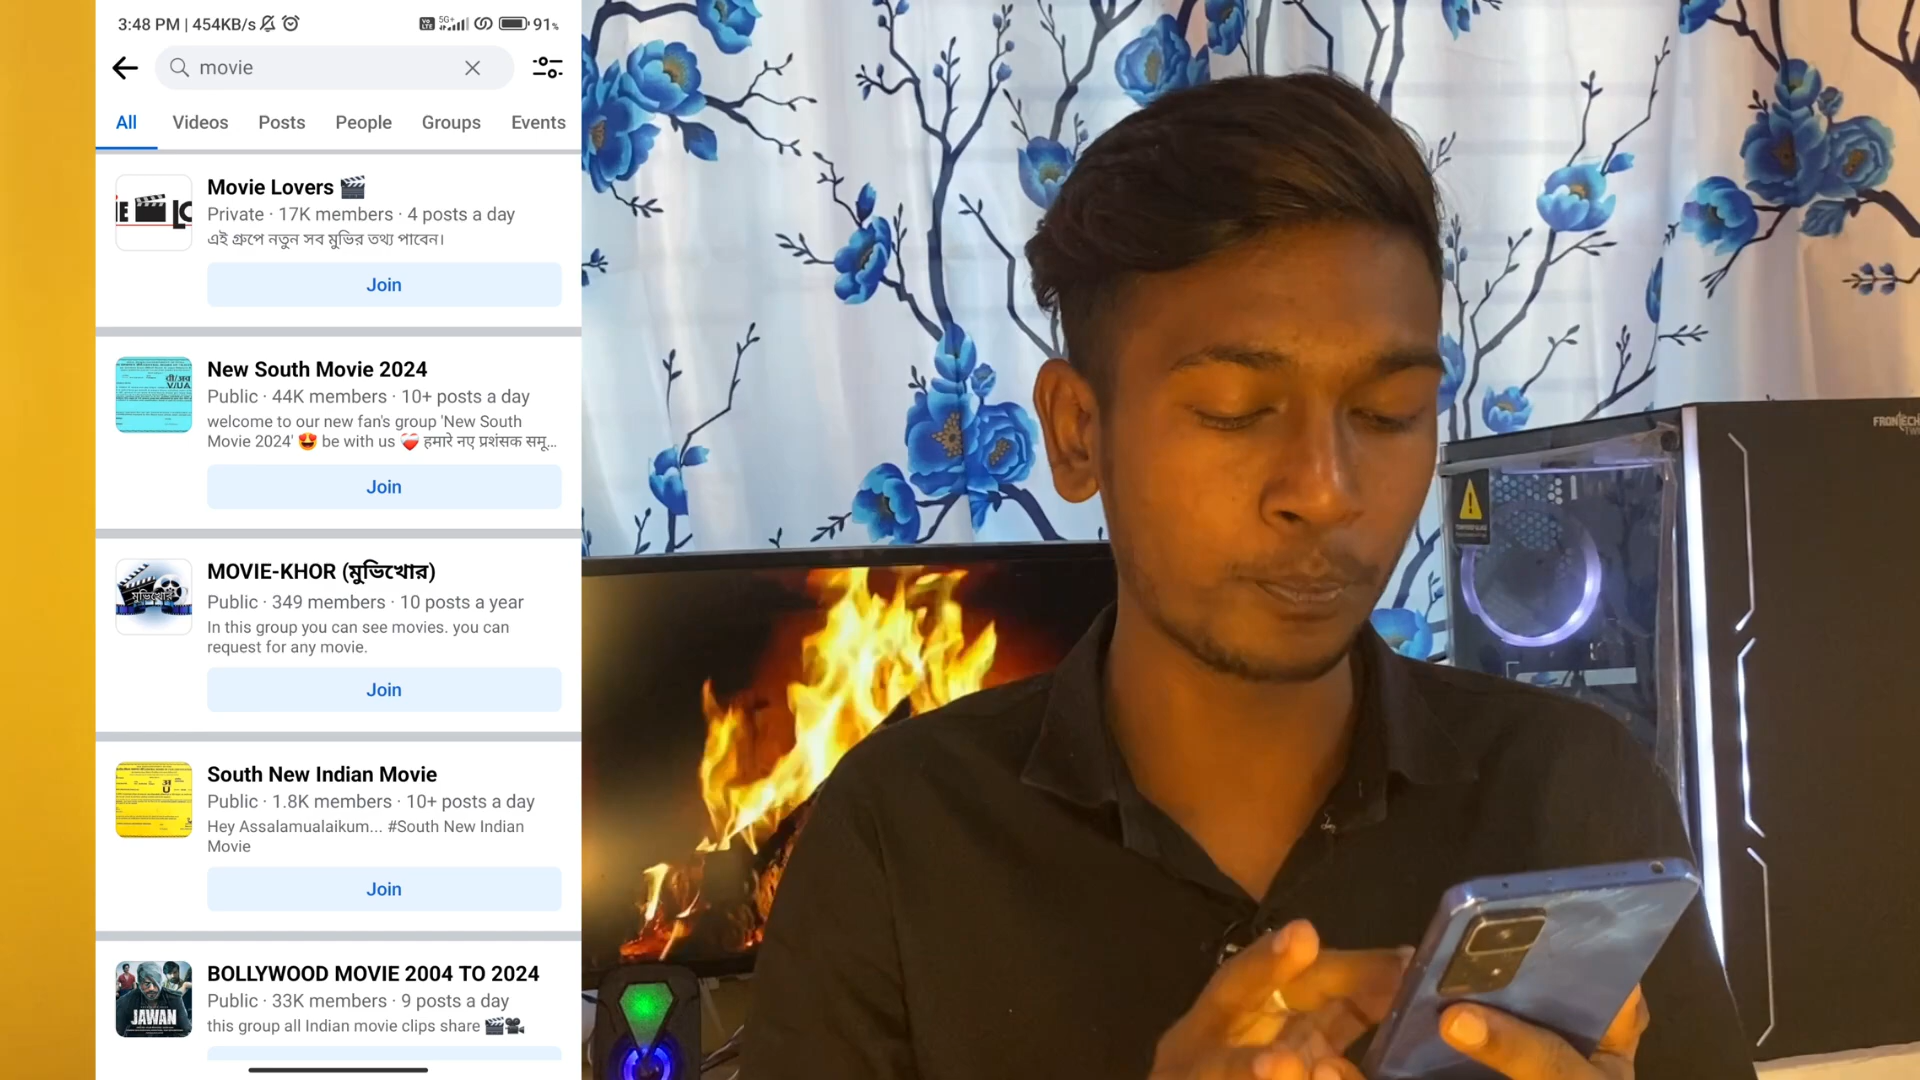 3:48 PM | 454KB/s
5G+
91%
movie
All Videos Posts People Groups Events
Movie Lovers 🎬
Private · 17K members · 4 posts a day
এই গ্রুপে নতুন সব মুভির তথ্য পাবেন।
Join
New South Movie 2024
Public · 44K members · 10+ posts a day
welcome to our new fan's group 'New South
Movie 2024' 😍 be with us ❤️‍🩹 हमारे नए प्रशंसक समू...
Join
MOVIE-KHOR (মুভিখোর)
Public · 349 members · 10 posts a year
In this group you can see movies. you can
request for any movie.
Join
South New Indian Movie
Public · 1.8K members · 10+ posts a day
Hey Assalamualaikum... #South New Indian
Movie
Join
BOLLYWOOD MOVIE 2004 TO 2024
Public · 33K members · 9 posts a day
this group all Indian movie clips share 🎬🎥
মুভিখোর
JAWAN
FRONTECH